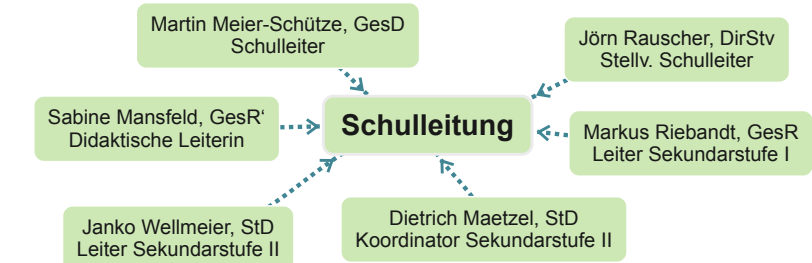 Martin Meier-Schütze, GesD
Schulleiter
Jörn Rauscher, DirStv
Stellv. Schulleiter
Sabine Mansfeld, GesR‘
Didaktische Leiterin
Schulleitung
Markus Riebandt, GesR
Leiter Sekundarstufe I
Janko Wellmeier, StD
Leiter Sekundarstufe II
Dietrich Maetzel, StD
Koordinator Sekundarstufe II